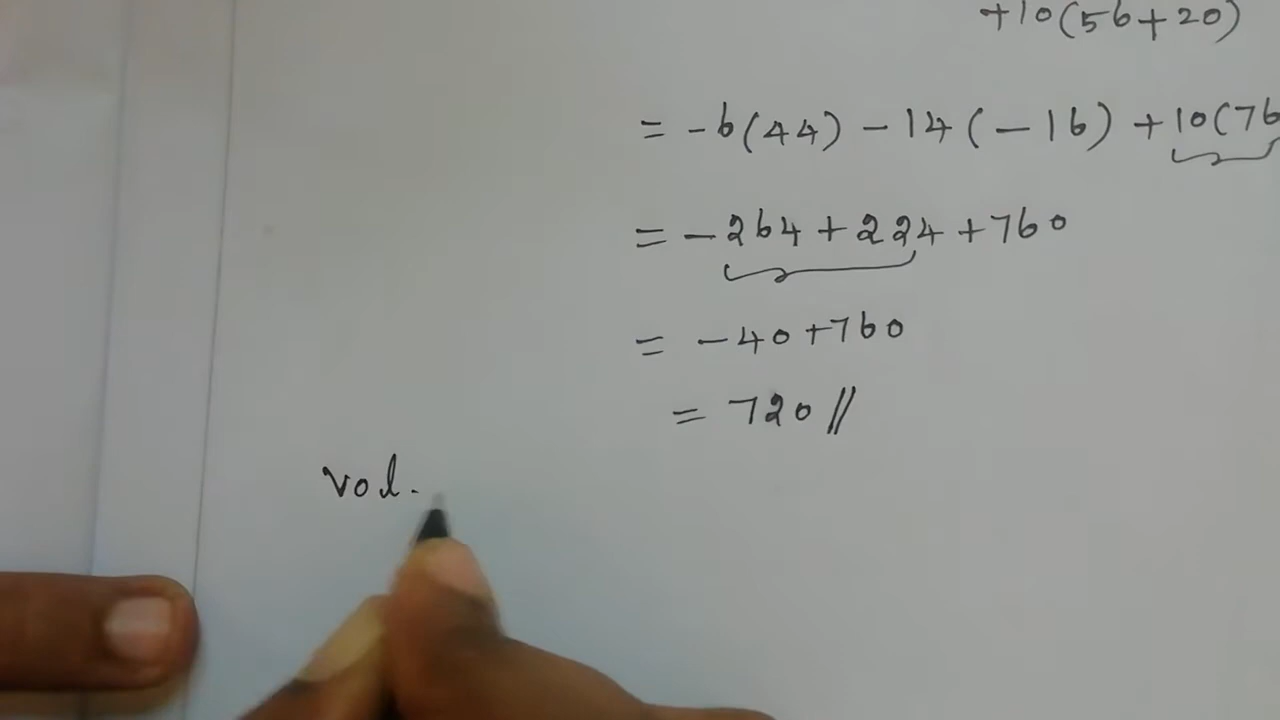 +10(56+20)
= -6(44) - 14(-16) + 10(76
= -264 + 224 + 760
= -40 + 760
= 720 //
Vol.